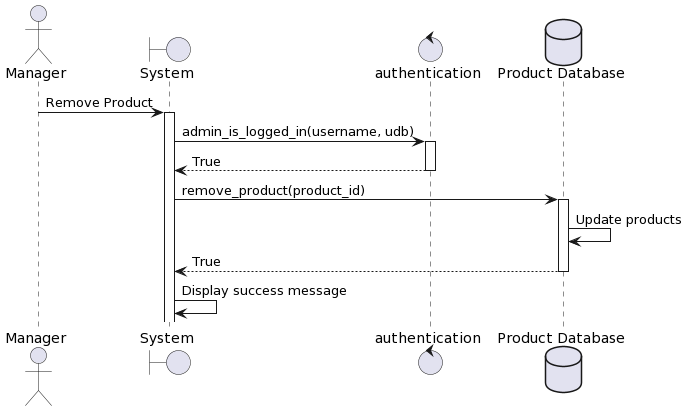 Manager
System
authentication
Product Database
Remove Product
admin_is_logged_in(username, udb)
True
remove_product(product_id)
Update products
True
Display success message
Manager
System
authentication
Product Database